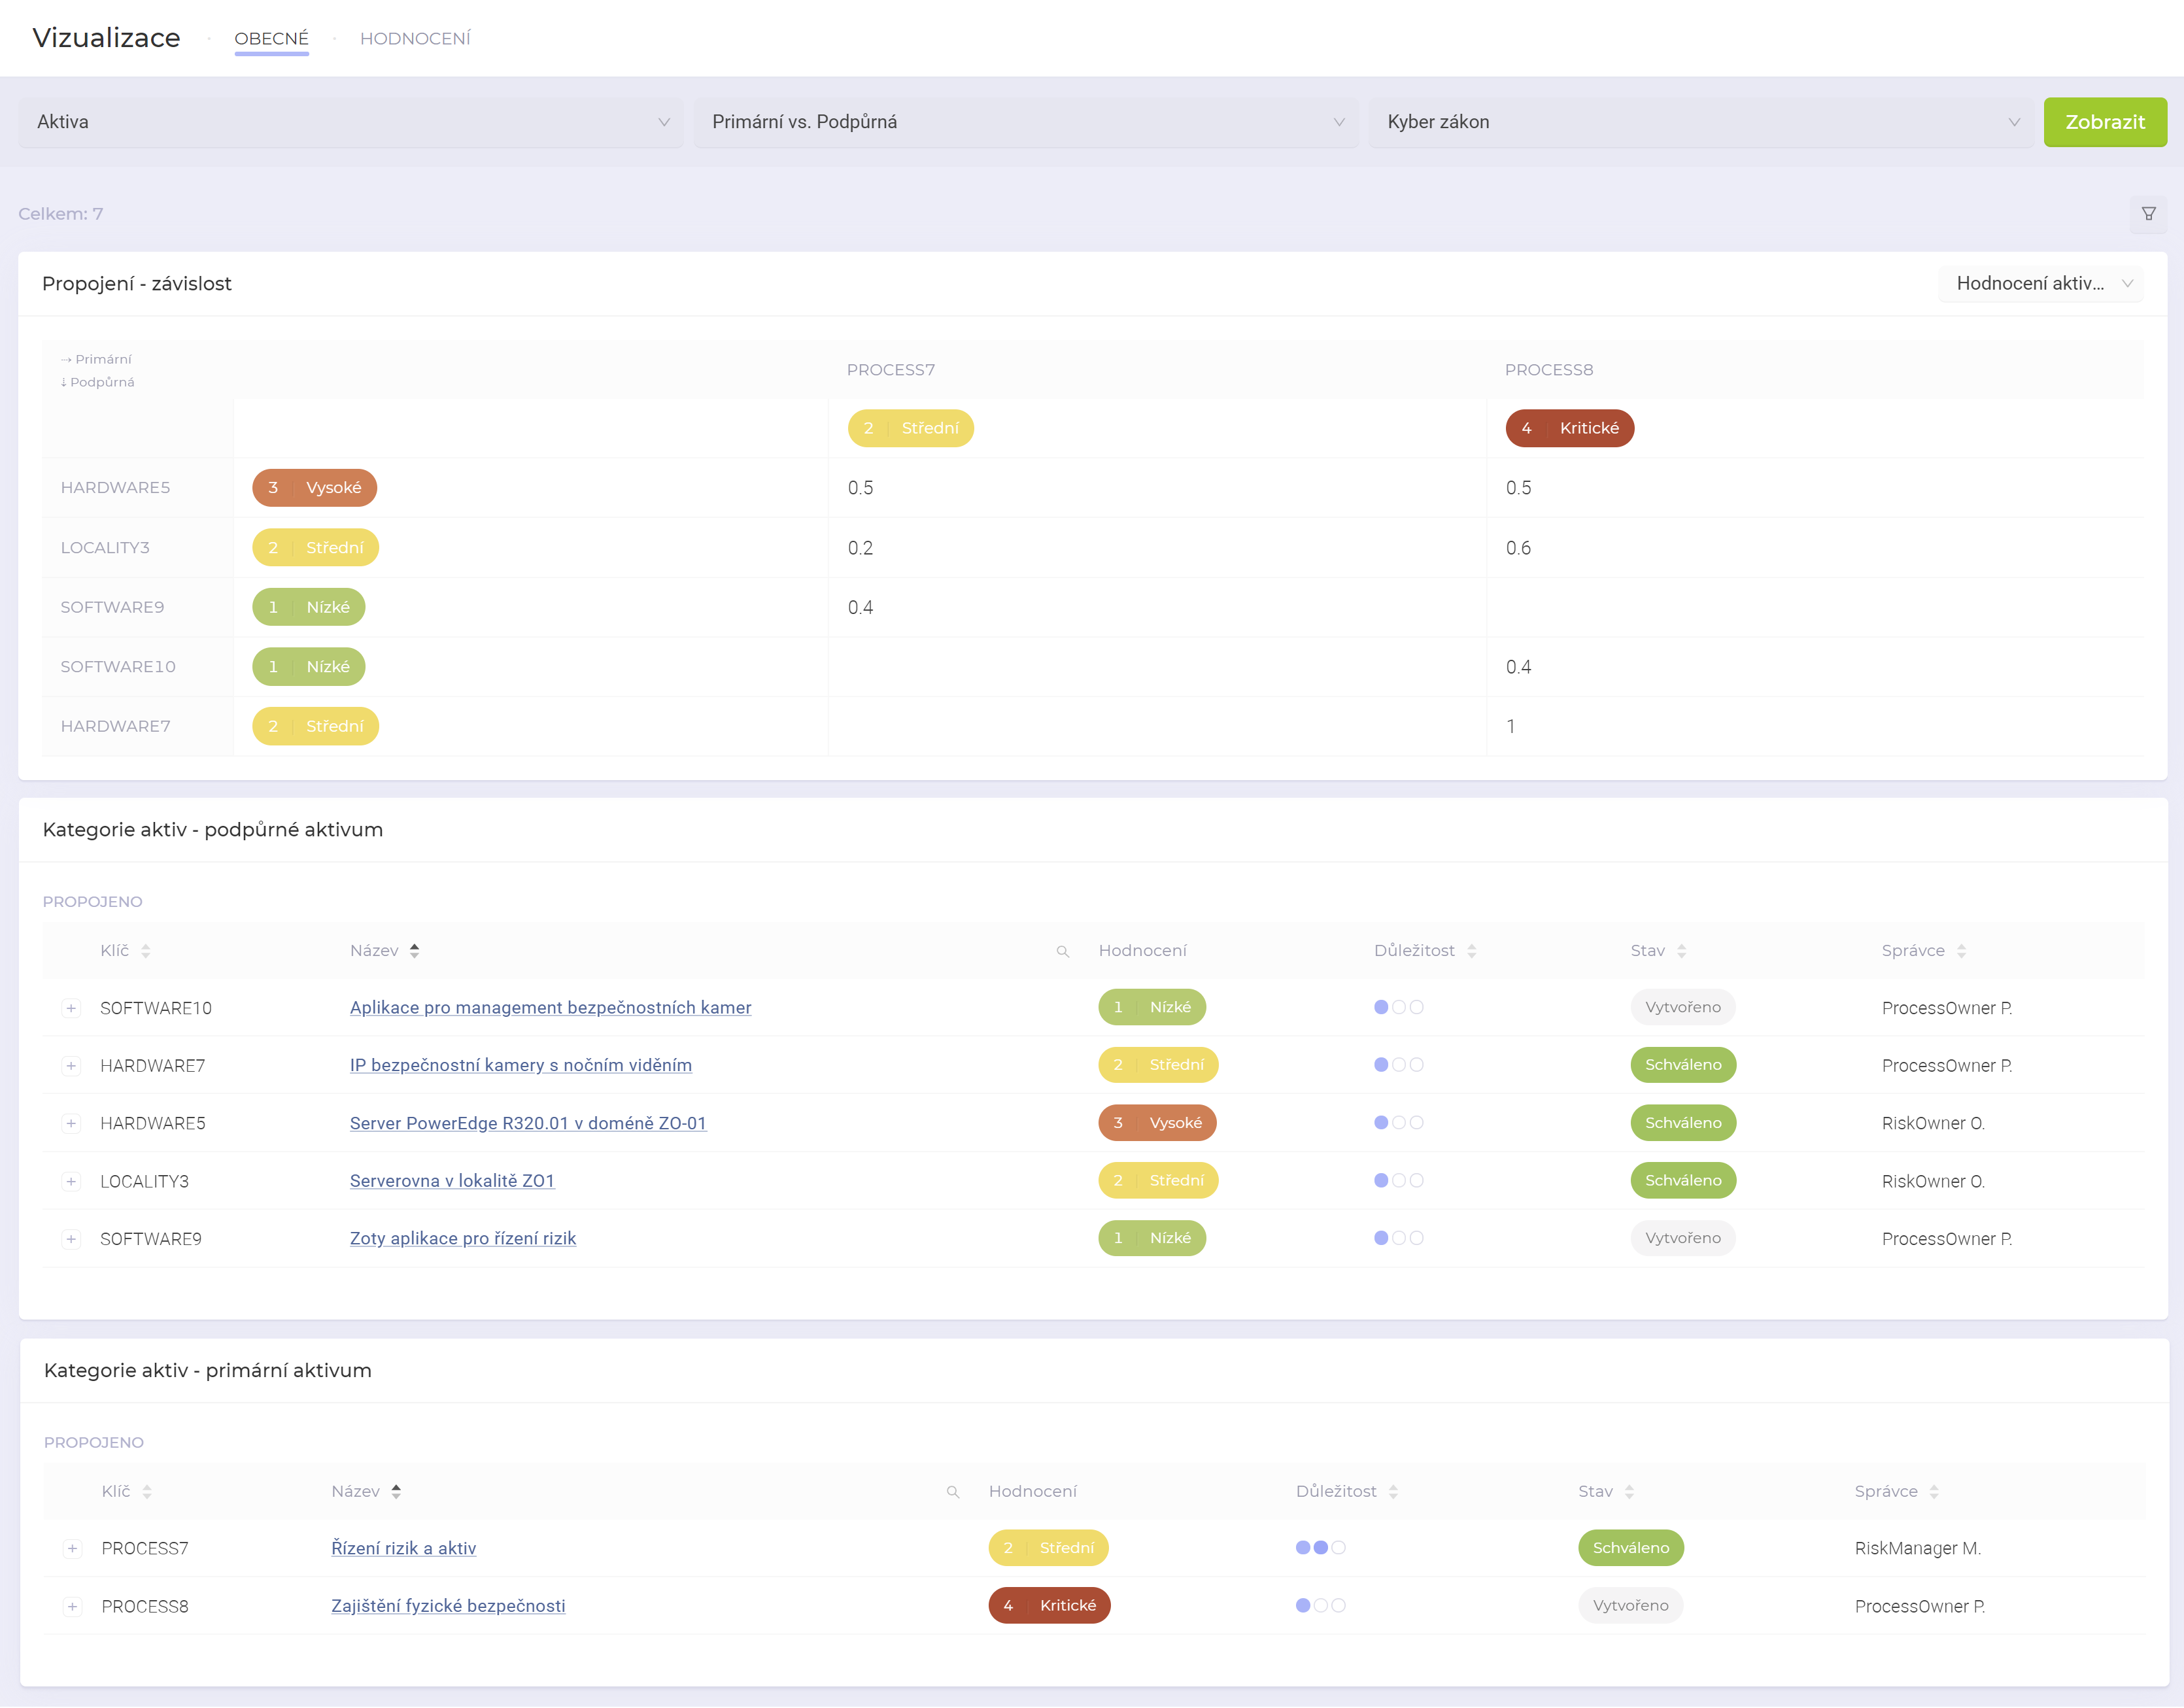 Vizualizace · OBECNÉ · HODNOCENÍ
Aktiva Primární vs. Podpůrná Kyber zákon Zobrazit
Celkem: 7
Propojení - závislost Hodnocení aktiv...
→ Primární
↓ Podpůrná
PROCESS7 PROCESS8
2 Střední 4 Kritické
HARDWARE5 3 Vysoké 0.5 0.5
LOCALITY3 2 Střední 0.2 0.6
SOFTWARE9 1 Nízké 0.4
SOFTWARE10 1 Nízké 0.4
HARDWARE7 2 Střední 1
Kategorie aktiv - podpůrné aktivum
PROPOJENO
Klíč Název Hodnocení Důležitost Stav Správce
SOFTWARE10 Aplikace pro management bezpečnostních kamer 1 Nízké Vytvořeno ProcessOwner P.
HARDWARE7 IP bezpečnostní kamery s nočním viděním 2 Střední Schváleno ProcessOwner P.
HARDWARE5 Server PowerEdge R320.01 v doméně ZO-01 3 Vysoké Schváleno RiskOwner O.
LOCALITY3 Serverovna v lokalitě ZO1 2 Střední Schváleno RiskOwner O.
SOFTWARE9 Zoty aplikace pro řízení rizik 1 Nízké Vytvořeno ProcessOwner P.
Kategorie aktiv - primární aktivum
PROPOJENO
Klíč Název Hodnocení Důležitost Stav Správce
PROCESS7 Řízení rizik a aktiv 2 Střední Schváleno RiskManager M.
PROCESS8 Zajištění fyzické bezpečnosti 4 Kritické Vytvořeno ProcessOwner P.